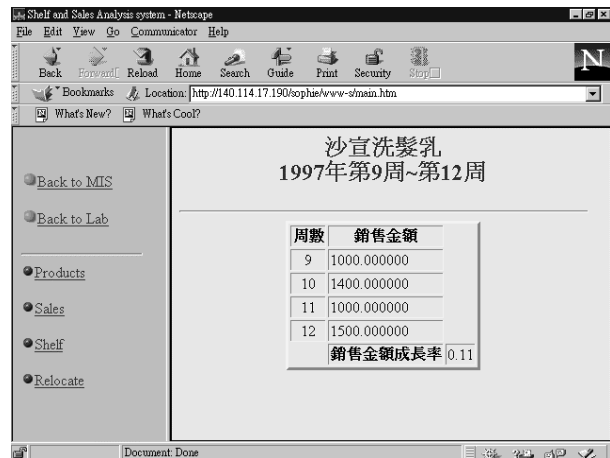 Shelf and Sales Analysis system - Netscape
File Edit View Go Communicator Help
Back Forward Reload Home Search Guide Print Security Stop
N
Bookmarks Location: http://140.114.17.190/sophie/www-s/main.htm
What's New? What's Cool?
Back to MIS
Back to Lab
Products
Sales
Shelf
Relocate
沙宣洗髮乳
1997年第9周~第12周
周數 銷售金額
9 1000.000000
10 1400.000000
11 1000.000000
12 1500.000000
銷售金額成長率 0.11
Document: Done